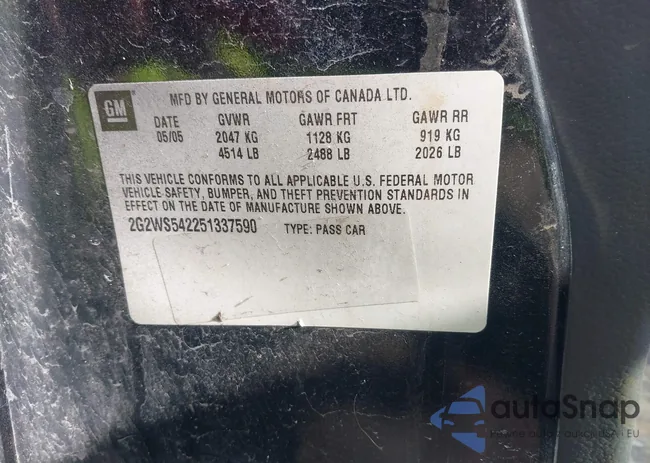 GM
MFD BY GENERAL MOTORS OF CANADA LTD.
DATE GVWR GAWR FRT GAWR RR
05/05 2047 KG 1128 KG 919 KG
4514 LB 2488 LB 2026 LB
THIS VEHICLE CONFORMS TO ALL APPLICABLE U.S. FEDERAL MOTOR
VEHICLE SAFETY, BUMPER, AND THEFT PREVENTION STANDARDS IN
EFFECT ON THE DATE OF MANUFACTURE SHOWN ABOVE.
2G2WS542251337590 TYPE: PASS CAR
autoSnap
EU